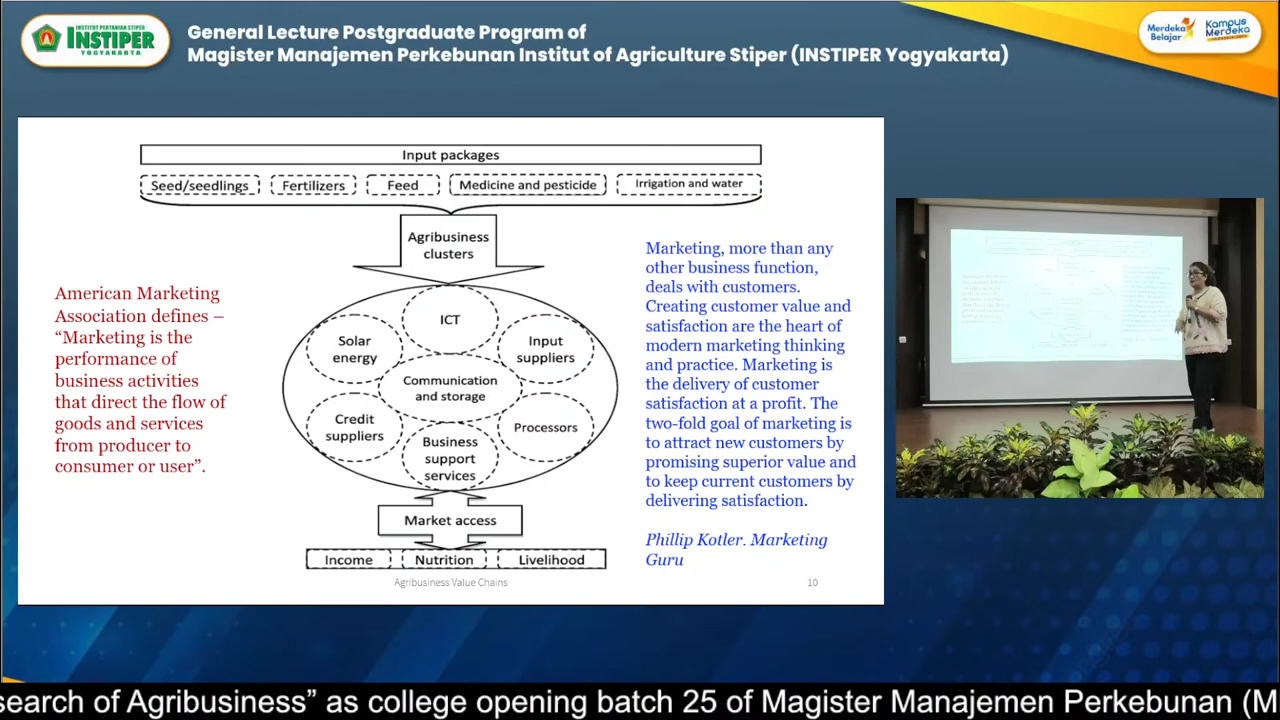 INSTITUT PERTANIAN STIPER
INSTIPER
YOGYAKARTA
General Lecture Postgraduate Program of
Magister Manajemen Perkebunan Institut of Agriculture Stiper (INSTIPER Yogyakarta)
Merdeka
Belajar
Kampus
Merdeka
Input packages
Seed/seedlings
Fertilizers
Feed
Medicine and pesticide
Irrigation and water
Agribusiness
clusters
American Marketing
Association defines –
“Marketing is the
performance of
business activities
that direct the flow of
goods and services
from producer to
consumer or user”.
ICT
Solar
energy
Input
suppliers
Communication
and storage
Credit
suppliers
Processors
Business
support
services
Market access
Income
Nutrition
Livelihood
Marketing, more than any
other business function,
deals with customers.
Creating customer value and
satisfaction are the heart of
modern marketing thinking
and practice. Marketing is
the delivery of customer
satisfaction at a profit. The
two-fold goal of marketing is
to attract new customers by
promising superior value and
to keep current customers by
delivering satisfaction.
Phillip Kotler. Marketing
Guru
Agribusiness Value Chains
10
search of Agribusiness” as college opening batch 25 of Magister Manajemen Perkebunan (M